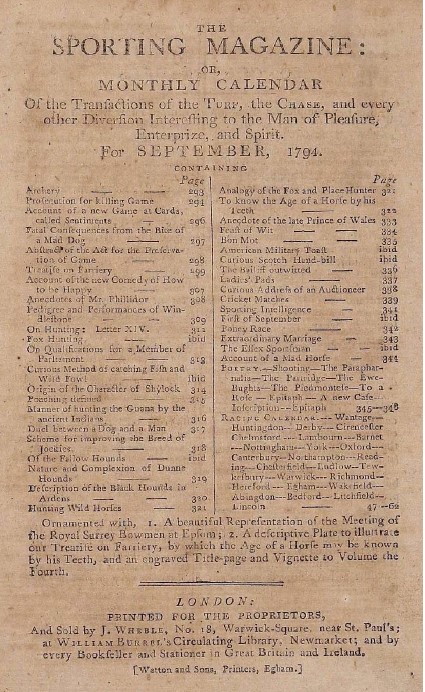 THE
SPORTING MAGAZINE:
OR,
MONTHLY CALENDAR
Of the Tranſactions of the TURF, the CHASE, and every
other Diverſion Intereſting to the Man of Pleaſure,
Enterprize, and Spirit.
For SEPTEMBER, 1794.
CONTAINING
Page
Archery — — 293
Proſecution for killing Game 294
Account of a new Game at Cards,
called Sentiments — 296
Fatal Conſequences from the Bite of
a Mad Dog — 297
Abſtract of the Act for the Preſerva-
tion of Game — 298
Treatiſe on Farriery — 299
Account of the new Comedy of How
to be Happy — 307
Anecdotes of Mr. Phillidor — 308
Pedigree and Performances of Win-
dleſtone — 309
On Hunting: Letter XIV. 312
Fox Hunting — ibid
On Qualifications for a Member of
Parliament — 313
Curious Method of catching Fiſh and
Wild Fowl — ibid
Origin of the Character of Shylock 314
Poaching defined — 315
Manner of hunting the Guana by the
ancient Indians — 316
Duel between a Dog and a Man 317
Scheme for improving the Breed of
Jockies. — 318
Of the Fallow Hounds — ibid
Nature and Complexion of Dunne
Hounds — 319
Deſcription of the Black Hounds in
Ardens — 320
Hunting Wild Horſes — 321
Page
Analogy of the Fox and Place Hunter 321
To know the Age of a Horſe by his
Teeth — 322
Anecdote of the late Prince of Wales 333
Feaſt of Wit — — 334
Bon Mot — — 335
American Military Toaſt ibid
Curious Scotch Hand-bill ibid
The Bailiff outwitted — 336
Ladies' Pads — 337
Curious Addreſs of an Auctioneer 338
Cricket Matches — 339
Sporting Intelligence — 341
Firſt of September — ibid
Poney Race — 342
Extraordinary Marriage — 343
The Eſſex Sportſman — ibid
Account of a Mad Horſe — 344
POETRY.—Shooting—The Paraphar-
nalia—The Partridge—The Ewe-
Bughts—The Piedmonteſe—To a
Roſe — Epitaph — A new Cafe
Inſcription — Epitaph 345—348
RACING CALENDAR — Wantage—
Huntingdon — Derby — Cirenceſter
Chelmsford — Lambourn — Barnet
— Nottingham — York — Oxford —
Canterbury — Northampton — Read-
ing — Cheſterfield — Ludlow — Tew-
keſbury — Warwick — Richmond —
Hereford — Egham — Wakefield —
Abingdon — Bedford — Litchfield —
Lincoln — 47—62
Ornamented with, 1. A beautiful Repreſentation of the Meeting of
the Royal Surrey Bowmen at Epſom; 2. A deſcriptive Plate to illuſtrate
our Treatiſe on Farriery, by which the Age of a Horſe may be known
by his Teeth, and an engraved Title-page and Vignette to Volume the
Fourth.
LONDON:
PRINTED FOR THE PROPRIETORS,
And Sold by J. WHEBLE, No. 18, Warwick-Square, near St. Paul's;
at WILLIAM BURREL's Circulating Library, Newmarket; and by
every Bookſeller and Stationer in Great Britain and Ireland.
[Wetton and Sons, Printers, Egham.]